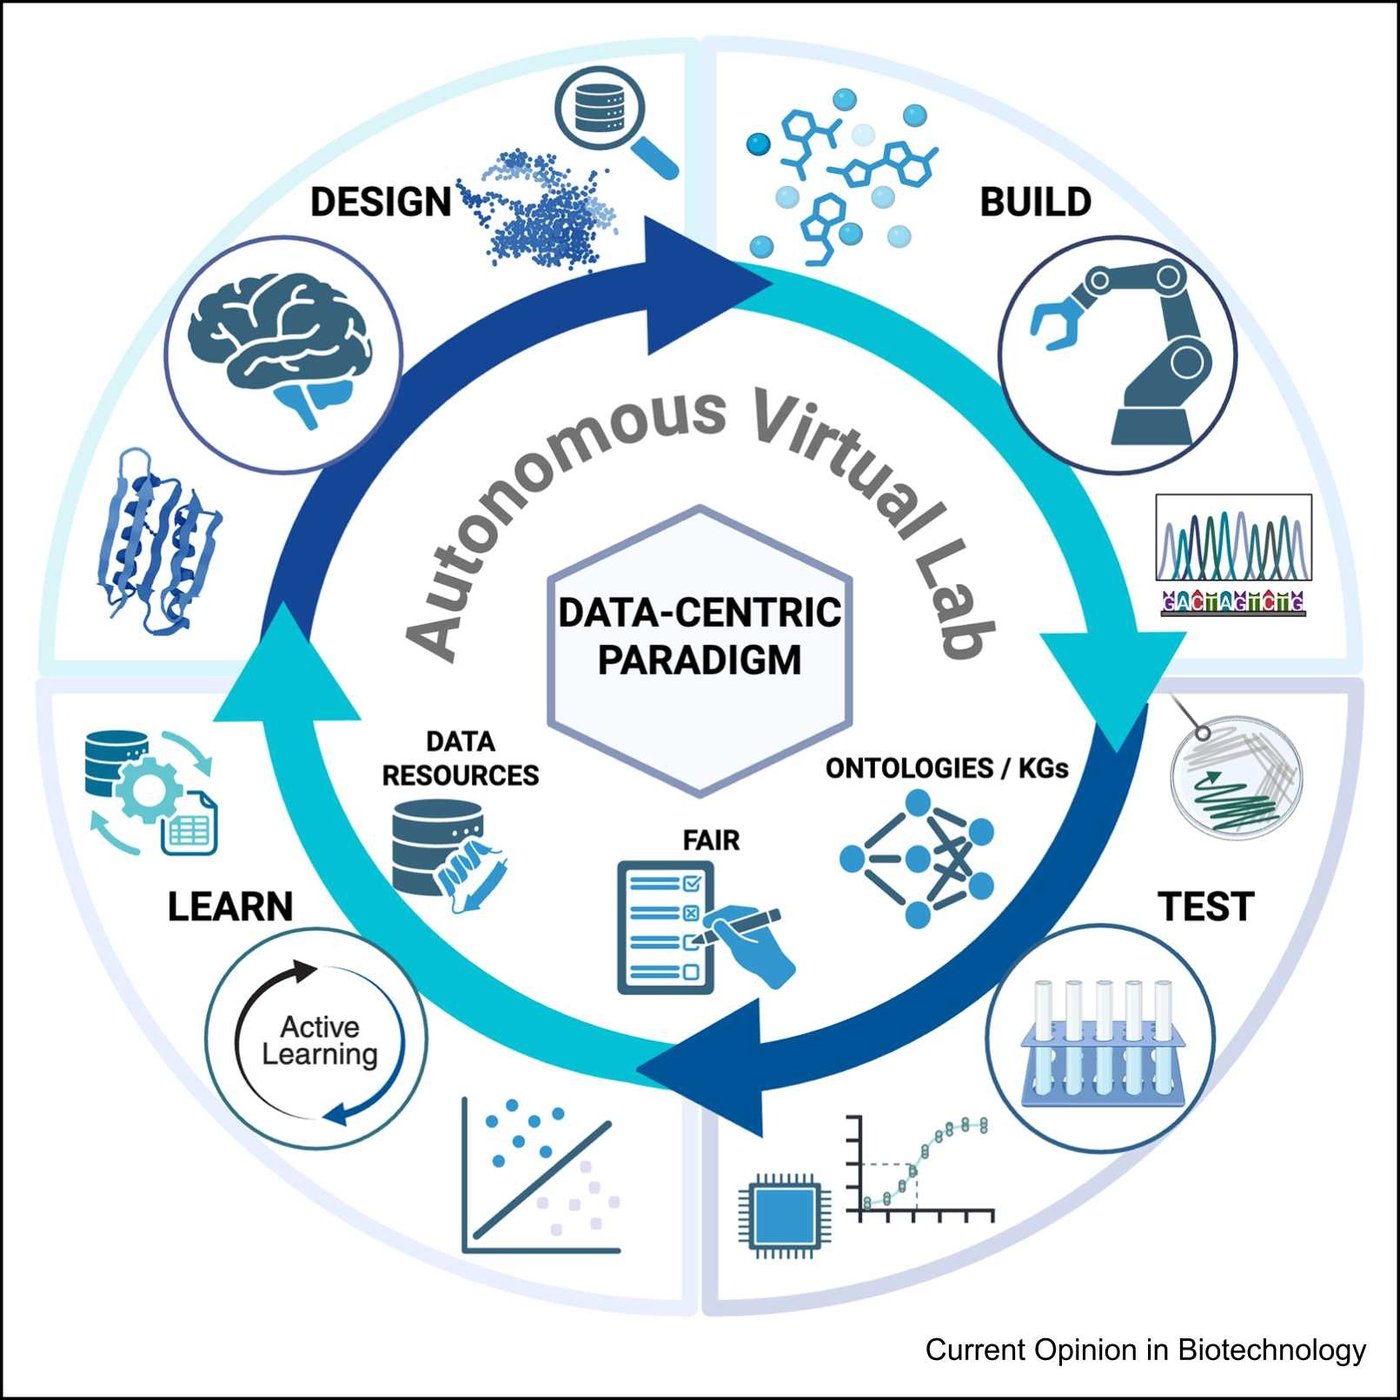 DESIGN
BUILD
Autonomous Virtual Lab
GACTAGTCTG
DATA-CENTRIC
PARADIGM
DATA
RESOURCES
ONTOLOGIES / KGs
FAIR
LEARN
TEST
Active
Learning
Current Opinion in Biotechnology